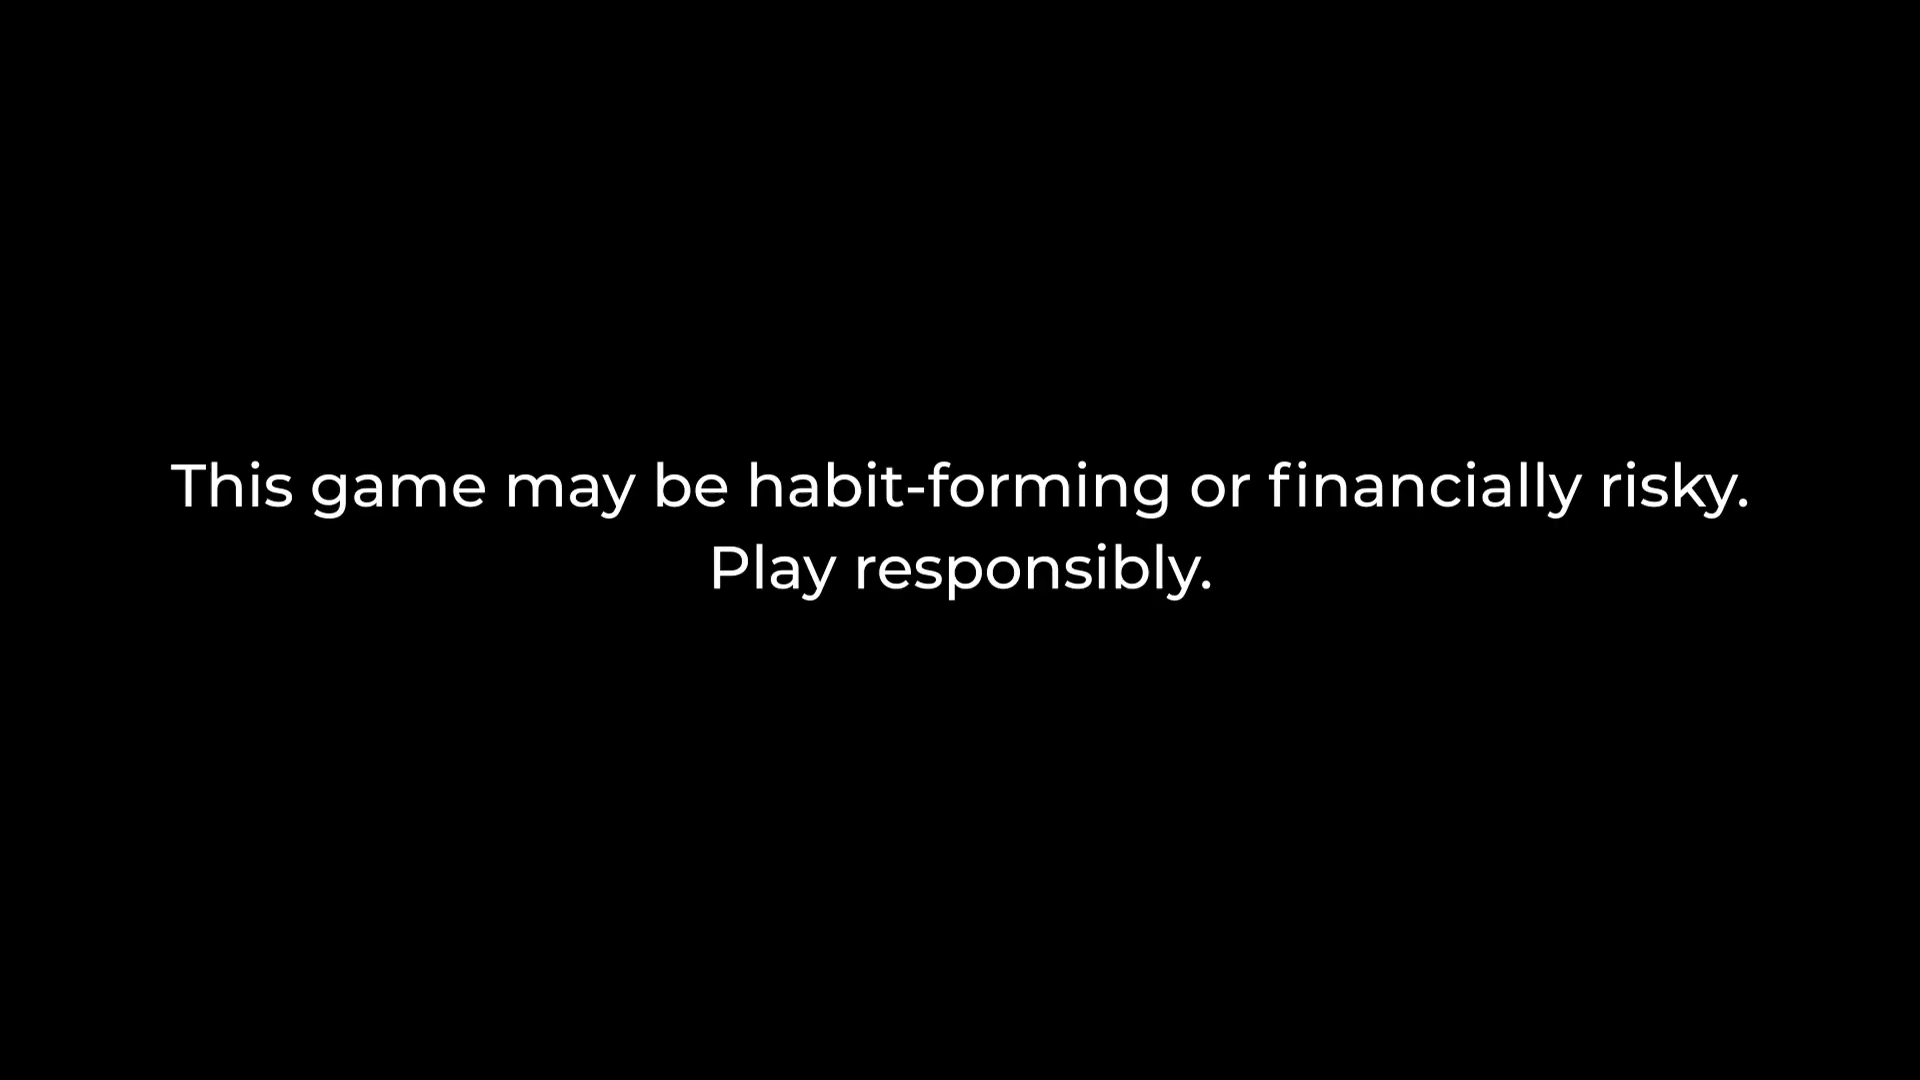 This game may be habit-forming or financially risky.
Play responsibly.